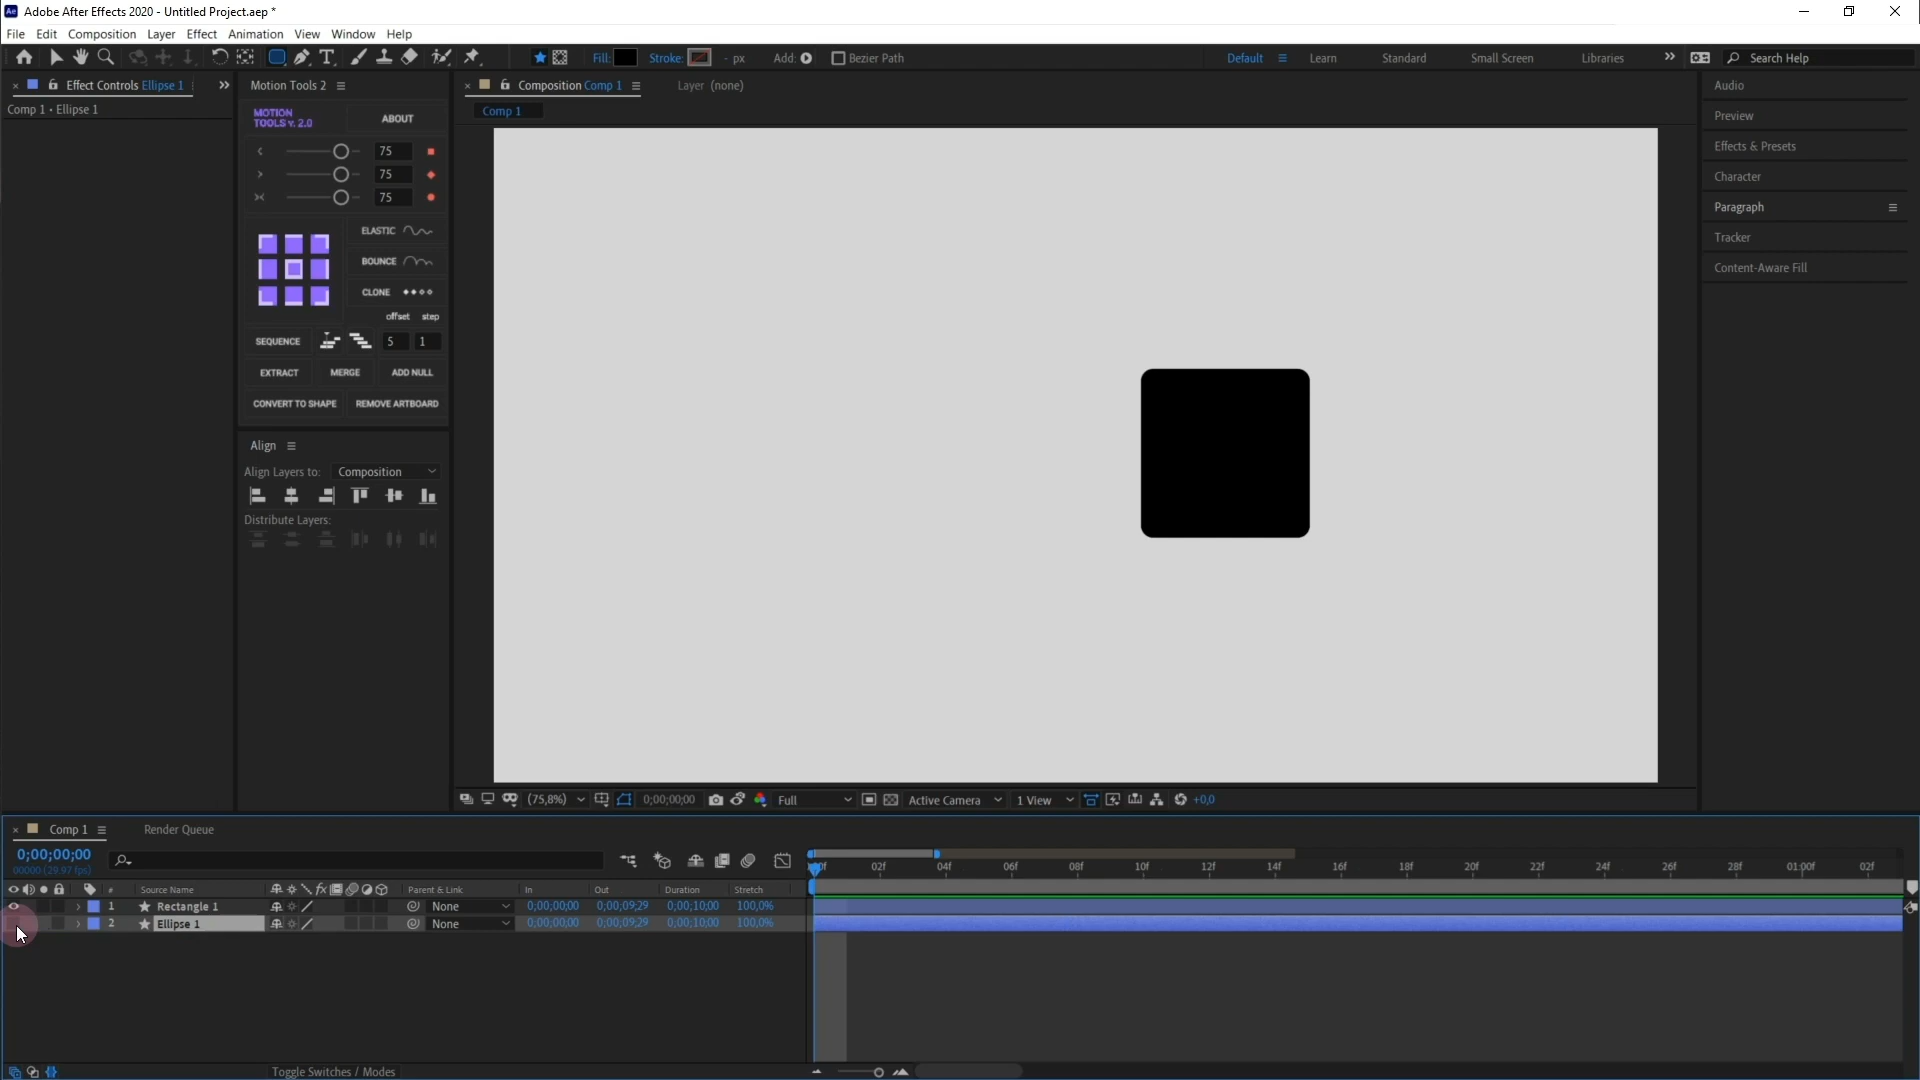 Ae Adobe After Effects 2020 - Untitled Project.aep *
File Edit Composition Layer Effect Animation View Window Help
Fill: Stroke: - px Add: Bezier Path Default Learn Standard Small Screen Libraries Search Help
Effect Controls Ellipse 1
Comp 1 • Ellipse 1
Motion Tools 2
MOTION
TOOLS v. 2.0
ABOUT
75
75
75
ELASTIC
BOUNCE
CLONE
offset step
SEQUENCE 5 1
EXTRACT MERGE ADD NULL
CONVERT TO SHAPE REMOVE ARTBOARD
Align
Align Layers to: Composition
Distribute Layers:
Composition Comp 1 Layer (none)
Comp 1
(75,8%) 0;00;00;00 Full Active Camera 1 View +0,0
Audio
Preview
Effects & Presets
Character
Paragraph
Tracker
Content-Aware Fill
Comp 1 Render Queue
0;00;00;00
00000 (29.97 fps)
02f 04f 06f 08f 10f 12f 14f 16f 18f 20f 22f 24f 26f 28f 01:00f 02f
# Source Name fx Parent & Link In Out Duration Stretch
1 Rectangle 1 None 0;00;00;00 0;00;09;29 0;00;10;00 100,0%
2 Ellipse 1 None 0;00;00;00 0;00;09;29 0;00;10;00 100,0%
Toggle Switches / Modes